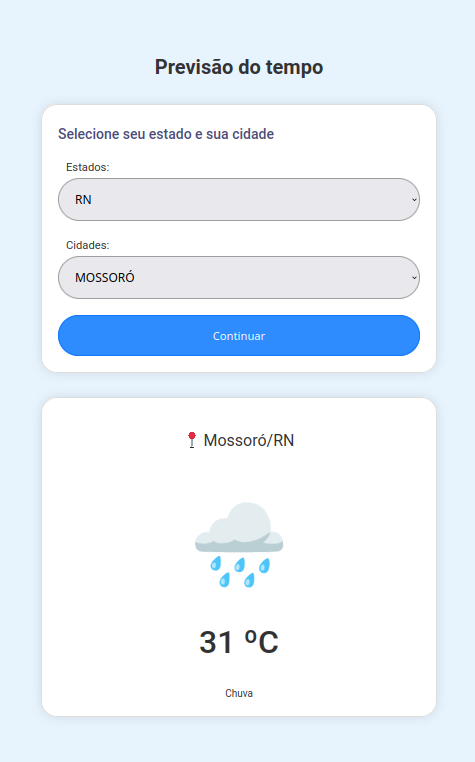 Previsão do tempo
Selecione seu estado e sua cidade
Estados:
RN
Cidades:
MOSSORÓ
Continuar
Mossoró/RN
31 ºC
Chuva